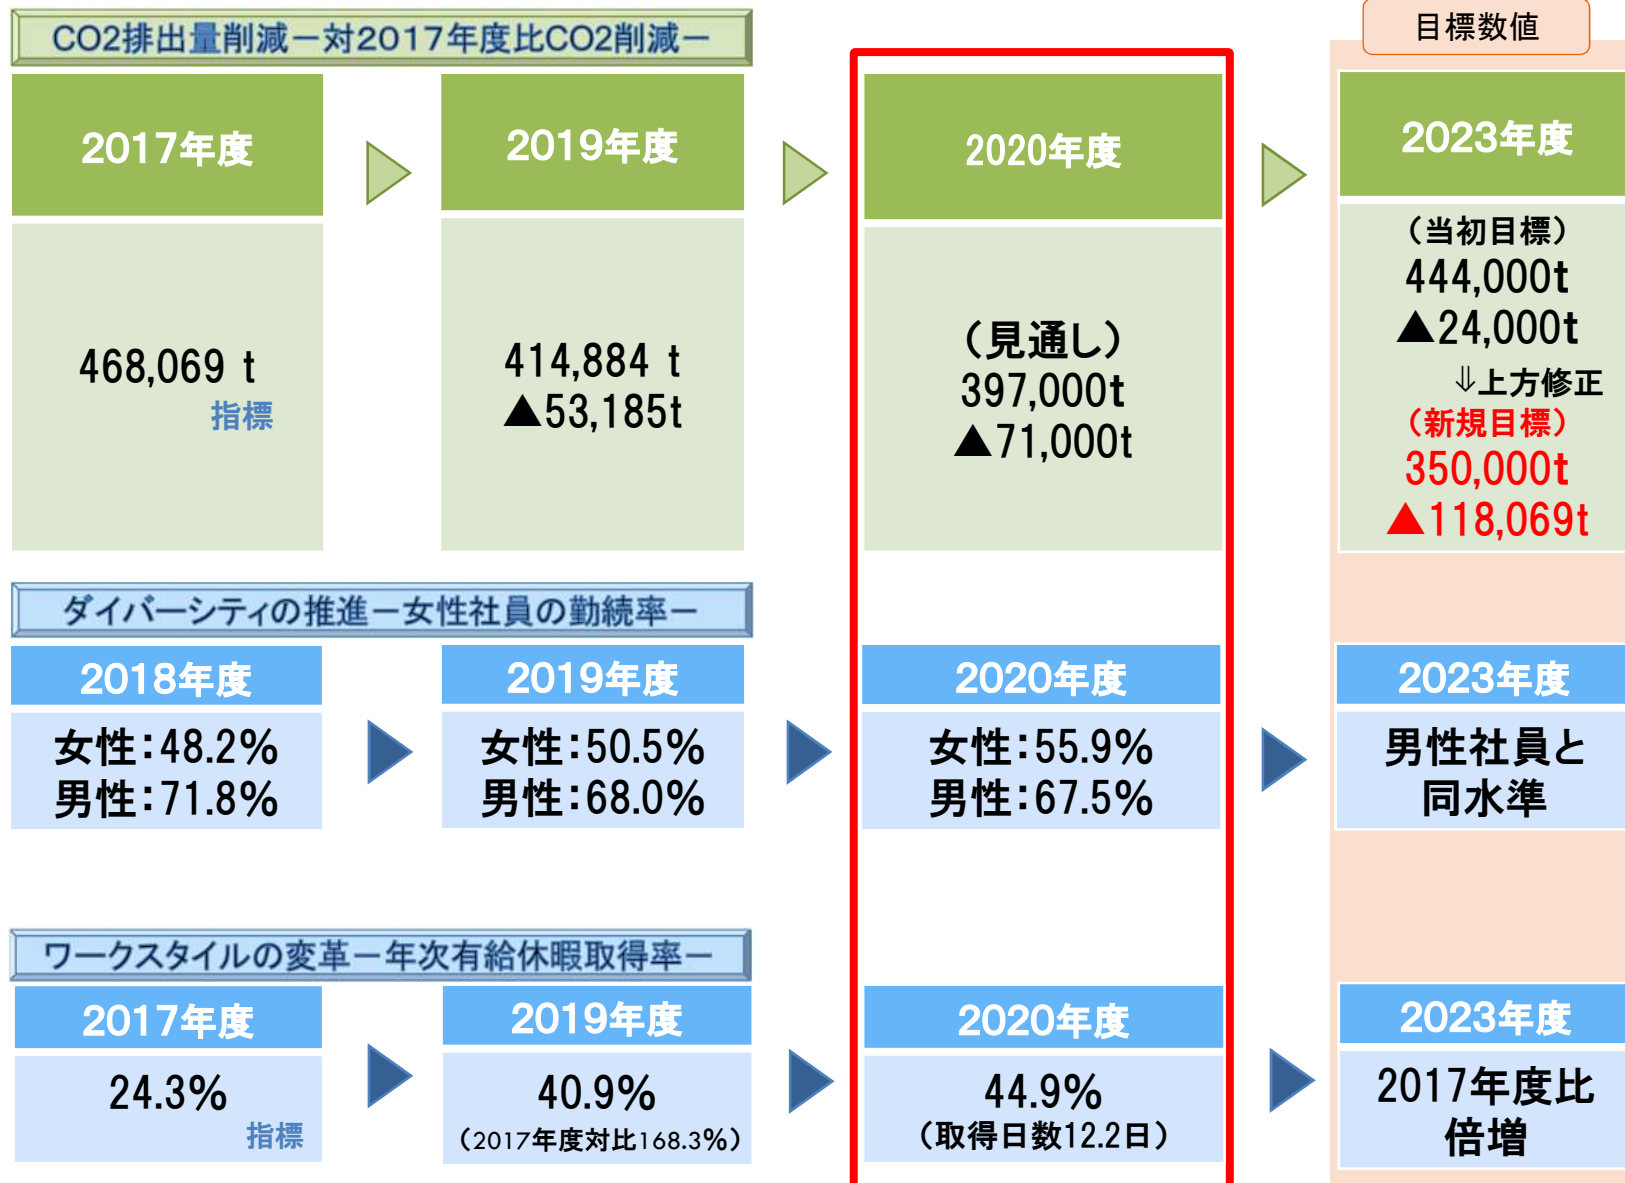 目標数値
CO2排出量削減ー対2017年度比CO2削減ー
2017年度
468,069 t
指標
2019年度
414,884 t
▲53,185t
2020年度
（見通し）
397,000t
▲71,000t
2023年度
（当初目標）
444,000t
▲24,000t
⇓上方修正
（新規目標）
350,000t
▲118,069t
ダイバーシティの推進ー女性社員の勤続率ー
2018年度
女性：48.2%
男性：71.8%
2019年度
女性：50.5%
男性：68.0%
2020年度
女性：55.9%
男性：67.5%
2023年度
男性社員と
同水準
ワークスタイルの変革ー年次有給休暇取得率ー
2017年度
24.3%
指標
2019年度
40.9%
（2017年度対比168.3%）
2020年度
44.9%
（取得日数12.2日）
2023年度
2017年度比
倍増